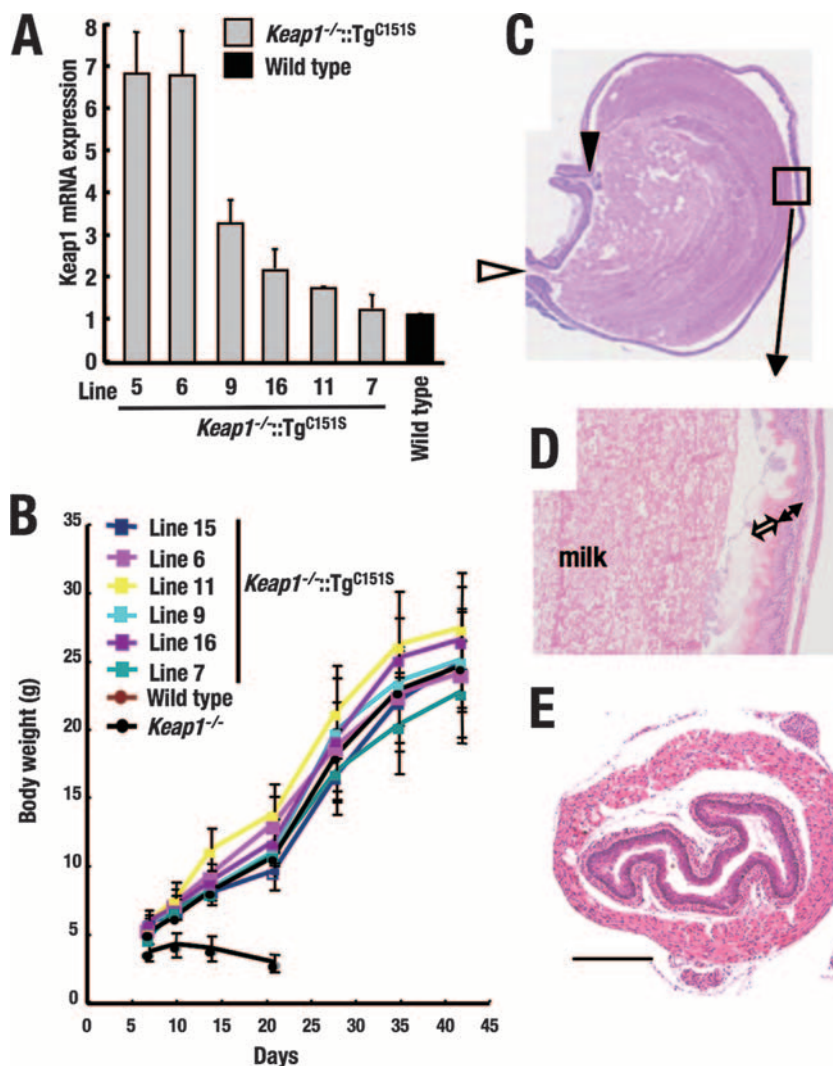 A
Keap1 mRNA expression
8
7
6
5
4
3
2
1
0
Keap1-/-::TgC151S
Wild type
Line 5 6 9 16 11 7
Keap1-/-::TgC151S
Wild type
B
Body weight (g)
35
30
25
20
15
10
5
0
Line 15
Line 6
Line 11
Line 9
Line 16
Line 7
Keap1-/-::TgC151S
Wild type
Keap1-/-
0 5 10 15 20 25 30 35 40 45
Days
C
D
milk
E